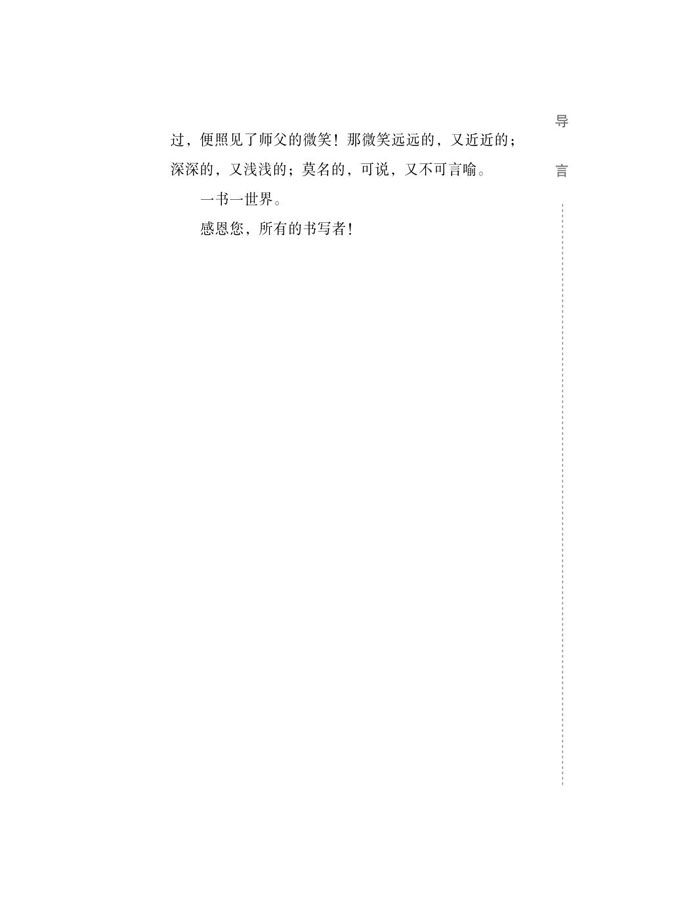 过，便照见了师父的微笑！那微笑远远的，又近近的；
深深的，又浅浅的；莫名的，可说，又不可言喻。
一书一世界。
感恩您，所有的书写者！
导言